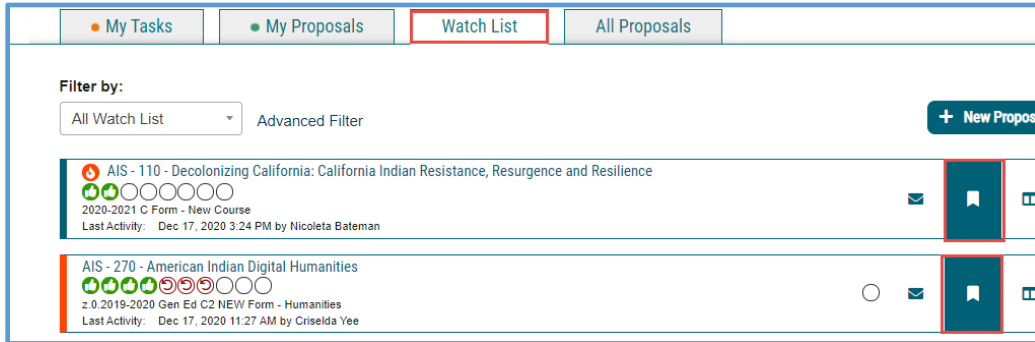 My Tasks
My Proposals
Watch List
All Proposals
Filter by:
All Watch List
Advanced Filter
+ New Propos
AIS - 110 - Decolonizing California: California Indian Resistance, Resurgence and Resilience
2020-2021 C Form - New Course
Last Activity: Dec 17, 2020 3:24 PM by Nicoleta Bateman
AIS - 270 - American Indian Digital Humanities
z.0.2019-2020 Gen Ed C2 NEW Form - Humanities
Last Activity: Dec 17, 2020 11:27 AM by Criselda Yee